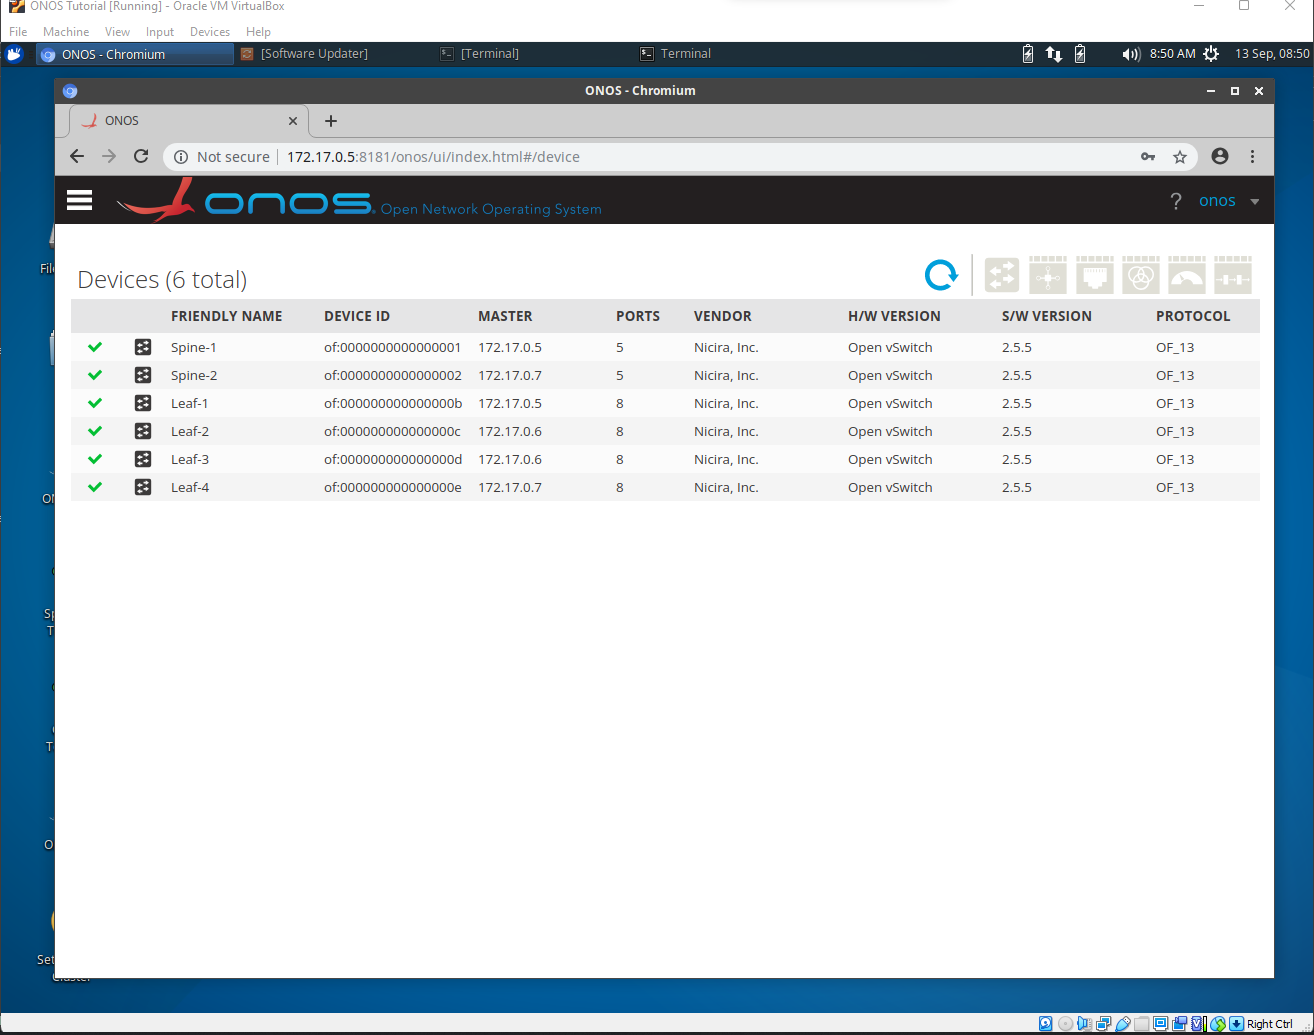 ONOS Tutorial [Running] - Oracle VM VirtualBox
File Machine View Input Devices Help
ONOS - Chromium [Software Updater] [Terminal] Terminal 8:50 AM 13 Sep, 08:50
ONOS - Chromium
ONOS
Not secure 172.17.0.5:8181/onos/ui/index.html#/device
onos Open Network Operating System ? onos
Devices (6 total)
FRIENDLY NAME DEVICE ID MASTER PORTS VENDOR H/W VERSION S/W VERSION PROTOCOL
Spine-1 of:0000000000000001 172.17.0.5 5 Nicira, Inc. Open vSwitch 2.5.5 OF_13
Spine-2 of:0000000000000002 172.17.0.7 5 Nicira, Inc. Open vSwitch 2.5.5 OF_13
Leaf-1 of:000000000000000b 172.17.0.5 8 Nicira, Inc. Open vSwitch 2.5.5 OF_13
Leaf-2 of:000000000000000c 172.17.0.6 8 Nicira, Inc. Open vSwitch 2.5.5 OF_13
Leaf-3 of:000000000000000d 172.17.0.6 8 Nicira, Inc. Open vSwitch 2.5.5 OF_13
Leaf-4 of:000000000000000e 172.17.0.7 8 Nicira, Inc. Open vSwitch 2.5.5 OF_13
Set
Right Ctrl